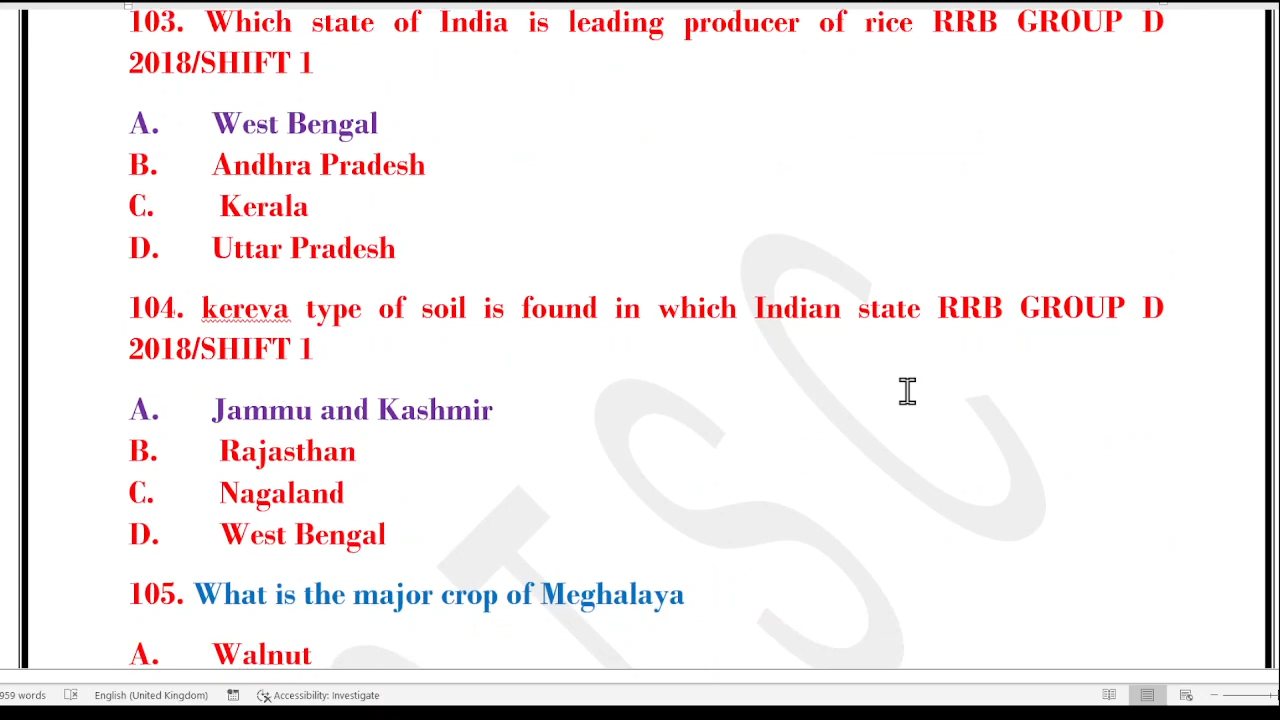 103. Which state of India is leading producer of rice RRB GROUP D
2018/SHIFT 1
A. West Bengal
B. Andhra Pradesh
C. Kerala
D. Uttar Pradesh
104. kereva type of soil is found in which Indian state RRB GROUP D
2018/SHIFT 1
A. Jammu and Kashmir
B. Rajasthan
C. Nagaland
D. West Bengal
105. What is the major crop of Meghalaya
A. Walnut
959 words English (United Kingdom) Accessibility: Investigate